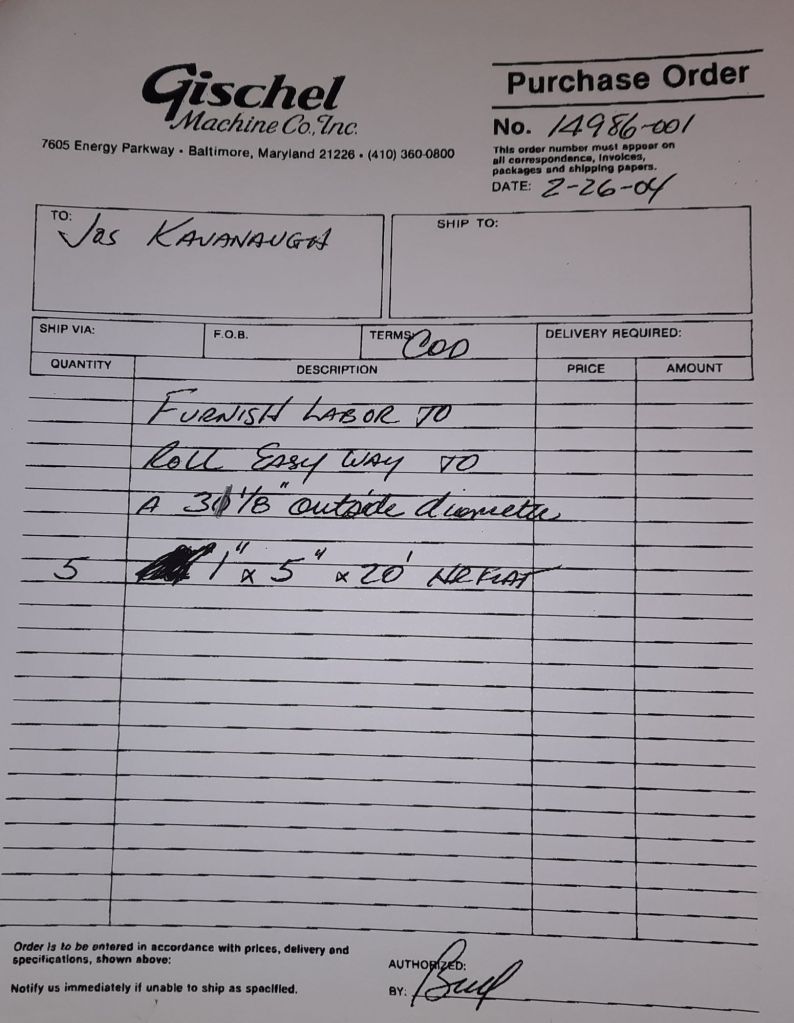 Gischel
Machine Co., Inc.
7605 Energy Parkway • Baltimore, Maryland 21226 • (410) 360-0800
Purchase Order
No. 14986-001
This order number must appear on
all correspondence, invoices,
packages and shipping papers.
DATE: 2-26-04
TO: Jas KAVANAUGH
SHIP TO:
SHIP VIA:
F.O.B.
TERMS: COD
DELIVERY REQUIRED:
QUANTITY DESCRIPTION PRICE AMOUNT
FURNISH LABOR TO
ROLL EASY WAY TO
A 31 1/8" outside diameter
5 1" x 5" x 20' HR FLAT
Order is to be entered in accordance with prices, delivery and
specifications, shown above:
Notify us immediately if unable to ship as specified.
AUTHORIZED:
BY: